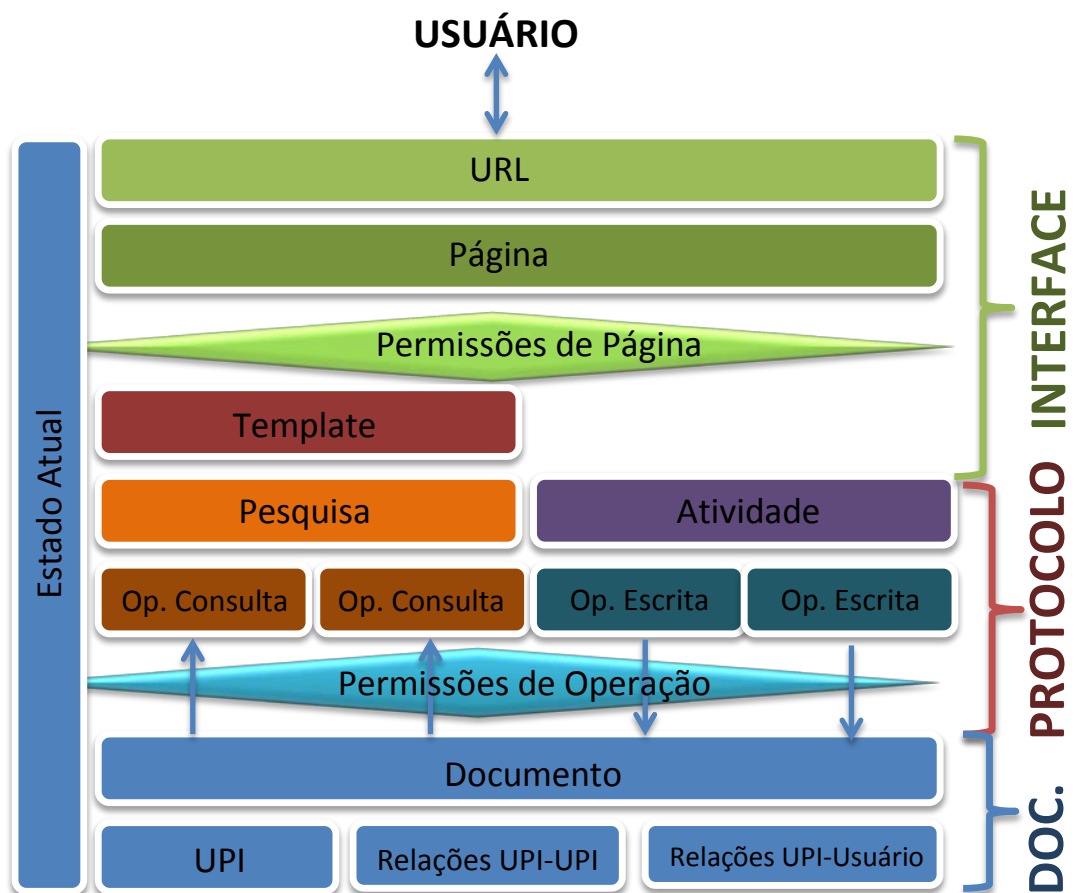 USUÁRIO
URL
Página
Permissões de Página
Template
Pesquisa
Atividade
Op. Consulta
Op. Consulta
Op. Escrita
Op. Escrita
Permissões de Operação
Documento
UPI
Relações UPI-UPI
Relações UPI-Usuário
Estado Atual
INTERFACE
PROTOCOLO
DOC.